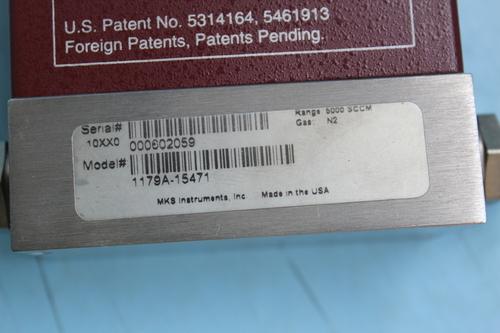 U.S. Patent No. 5314164, 5461913
Foreign Patents, Patents Pending.
Serial#
Range 5000 SCCM
10XX0 000602059
Gas: N2
Model#
1179A-15471
MKS Instruments, Inc Made in the USA